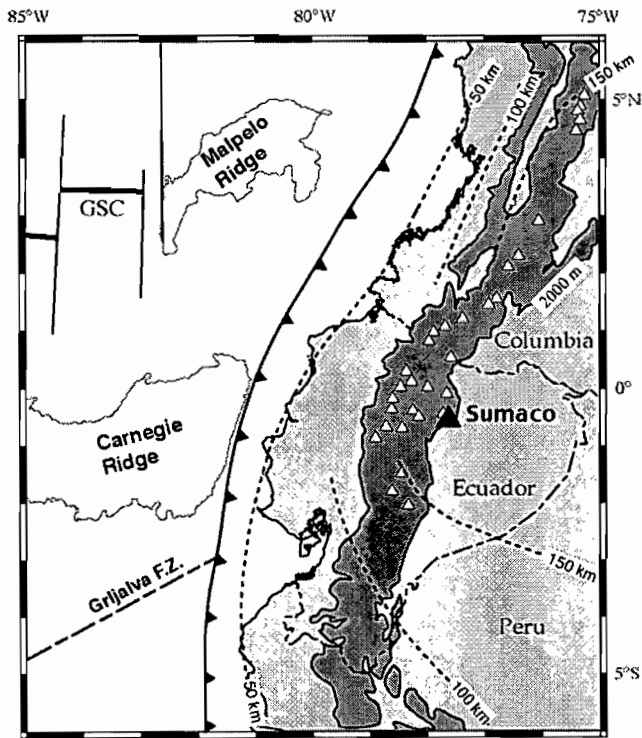 85°W
80°W
75°W
150 km
50 km
100 km
5°N
Malpelo
Ridge
GSC
2000 m
Columbia
0°
Carnegie
Ridge
Sumaco
Ecuador
Grijalva F.Z.
150 km
Peru
50 km
100 km
5°S